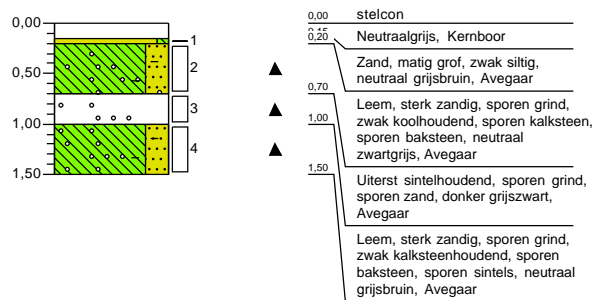 0,00
0,50
1,00
1,50
1
2
3
4
0,00 stelcon
0,15
0,20 Neutraalgrijs, Kernboor
Zand, matig grof, zwak siltig,
neutraal grijsbruin, Avegaar
0,70 Leem, sterk zandig, sporen grind,
zwak koolhoudend, sporen kalksteen,
1,00 sporen baksteen, neutraal
zwartgrijs, Avegaar
1,50 Uiterst sintelhoudend, sporen grind,
sporen zand, donker grijszwart,
Avegaar
Leem, sterk zandig, sporen grind,
zwak kalksteenhoudend, sporen
baksteen, sporen sintels, neutraal
grijsbruin, Avegaar